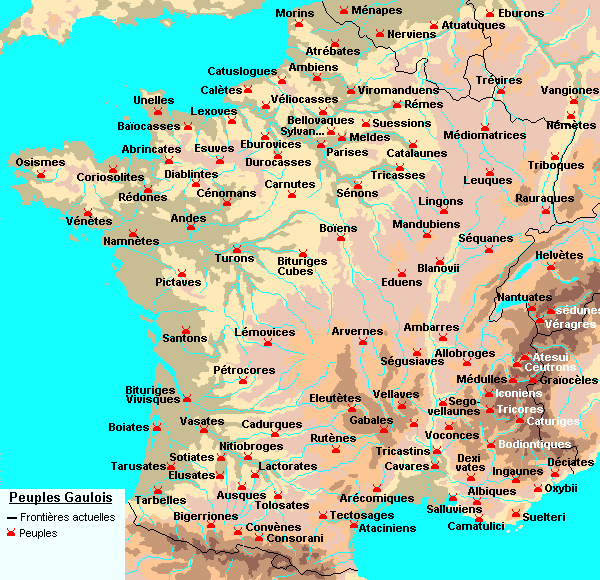 Morins
Ménapes
Eburons
Nerviens
Atuatuques
Atrébates
Ambiens
Catuslogues
Trévires
Calètes
Viromanduens
Vangiones
Unelles
Véliocasses
Rémes
Lexoves
Bellovaques
Suessions
Némètes
Baïocasses
Sylvan...
Médiomatrices
Eburovices
Meldes
Abrincates
Esuves
Parises
Catalaunes
Osismes
Durocasses
Triboques
Coriosolites
Diablintes
Tricasses
Leuques
Rédones
Cénomans
Carnutes
Sénons
Lingons
Rauraques
Vénètes
Andes
Mandubiens
Namnètes
Boïens
Séquanes
Turons
Bituriges
Cubes
Blanovii
Helvètes
Pictaves
Eduens
Nantuates
sédunes
Véragres
Santons
Lémovices
Arvernes
Ambarres
Ségusiaves
Allobroges
Atesui
Ceutrons
Pétrocores
Médulles
Graiocèles
Bituriges
Vivisques
Eleutètes
Vellaves
Iconiens
Sego-
vellaunes
Tricores
Boiates
Vasates
Cadurgues
Gabales
Caturiges
Voconces
Nitiobroges
Rutènes
Bodiontiques
Sotiates
Tricastins
Dexi
vates
Tarusates
Lactorates
Cavares
Ingaunes
Déciates
Elusates
Tarbelles
Ausques
Tolosates
Arécomiques
Albiques
Oxybii
Salluviens
Bigerriones
Tectosages
Suelteri
Convènes
Ataciniens
Camatulici
Consorani
Peuples Gaulois
Frontières actuelles
Peuples